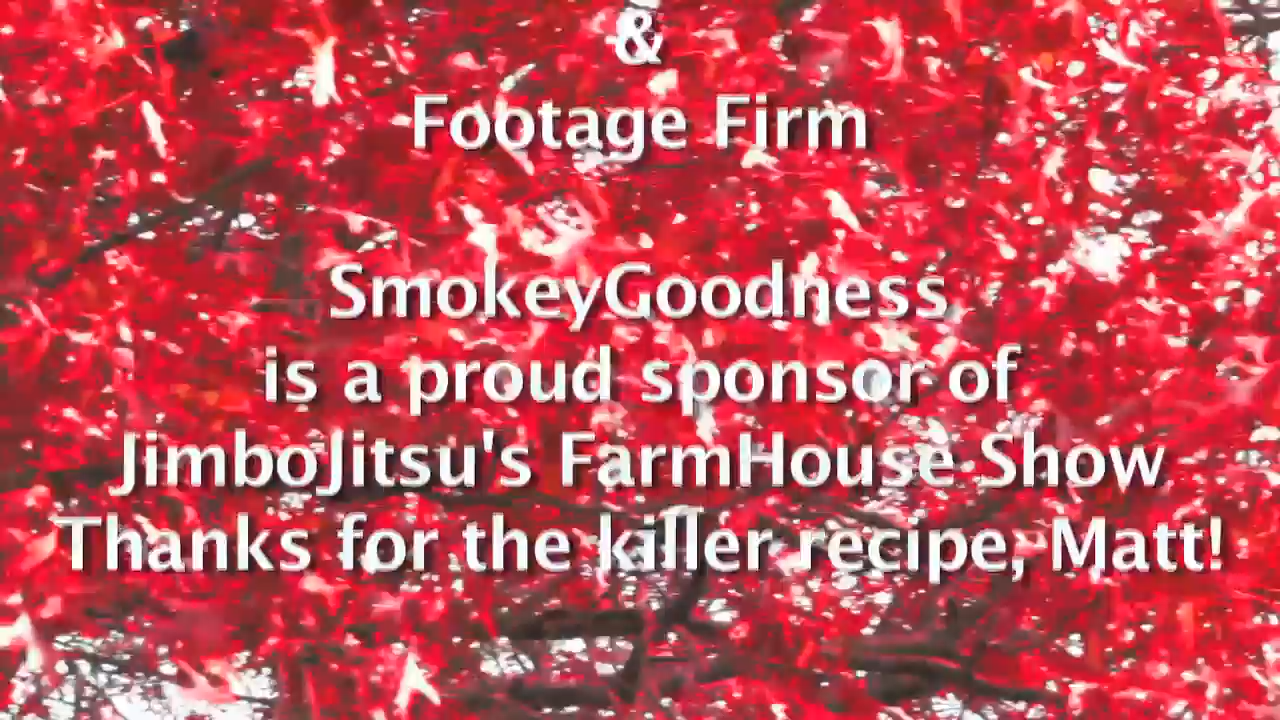 &
Footage Firm
SmokeyGoodness
is a proud sponsor of
JimboJitsu's FarmHouse Show
Thanks for the killer recipe, Matt!